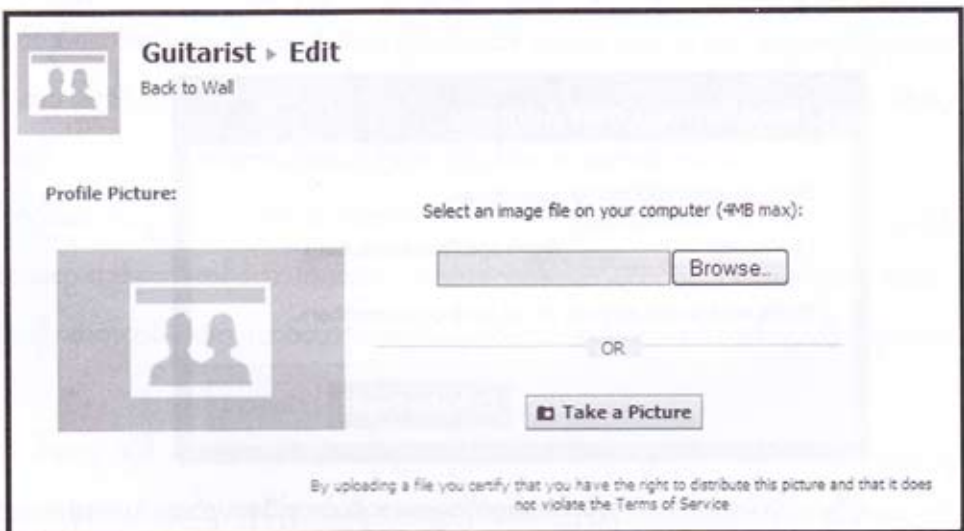 Guitarist ▸ Edit
Back to Wall
Profile Picture:
Select an image file on your computer (4MB max):
Browse...
OR
Take a Picture
By uploading a file you certify that you have the right to distribute this picture and that it does
not violate the Terms of Service